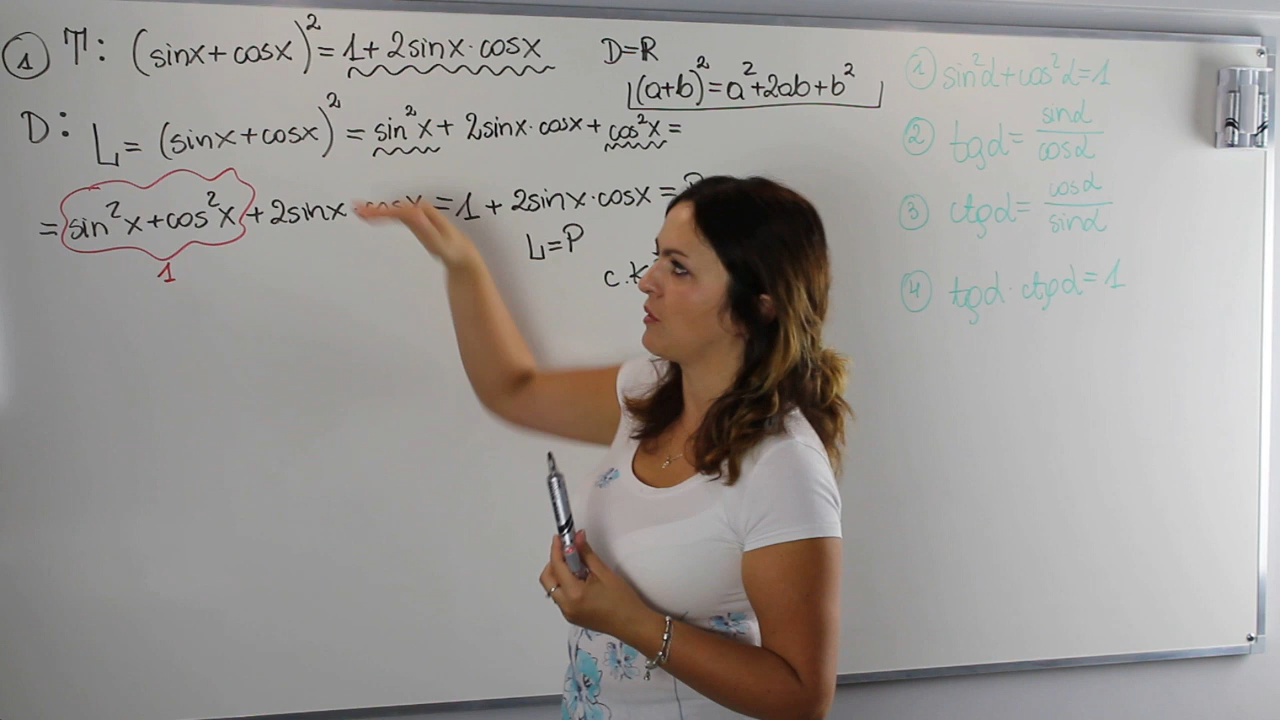 ① T: (sinx+cosx)²=1+2sinx·cosx D=R
(a+b)²=a²+2ab+b²
D: L=(sinx+cosx)²=sin²x+2sinx·cosx+cos²x=
=sin²x+cos²x+2sinx·cosx=1+2sinx·cosx=
1
L=P
① sin²α+cos²α=1
② tgα=sinα/cosα
③ ctgα=cosα/sinα
④ tgα·ctgα=1